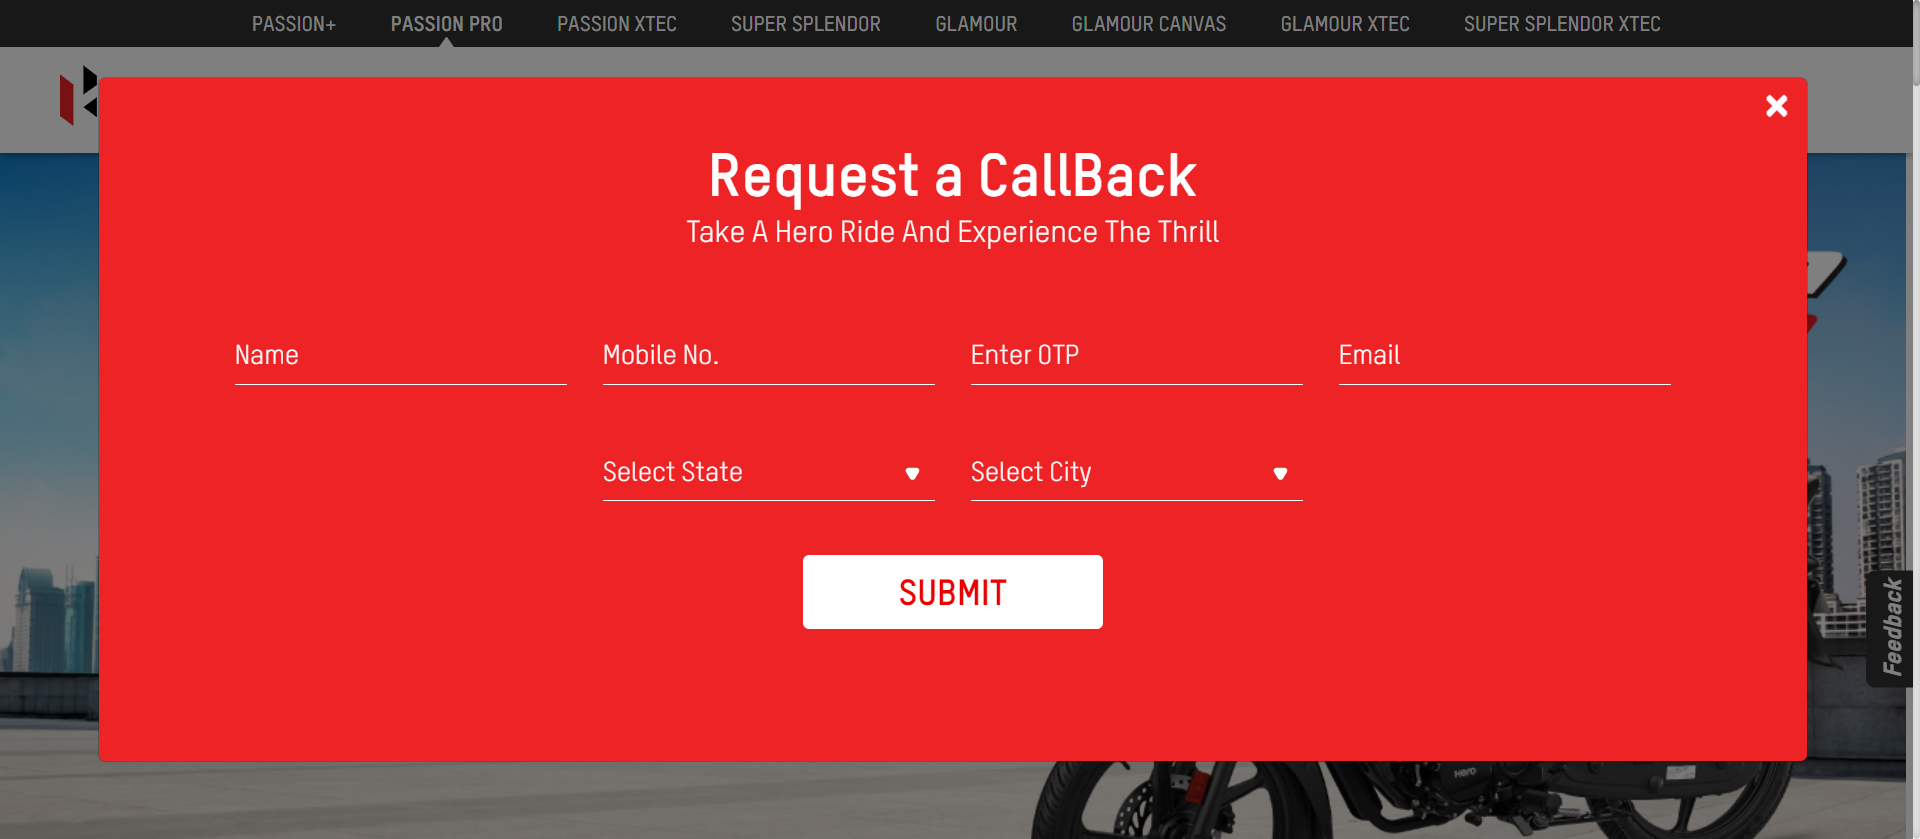 PASSION+
PASSION PRO
PASSION XTEC
SUPER SPLENDOR
GLAMOUR
GLAMOUR CANVAS
GLAMOUR XTEC
SUPER SPLENDOR XTEC
Request a CallBack
Take A Hero Ride And Experience The Thrill
Name
Mobile No.
Enter OTP
Email
Select State
Select City
SUBMIT
Feedback
Hero